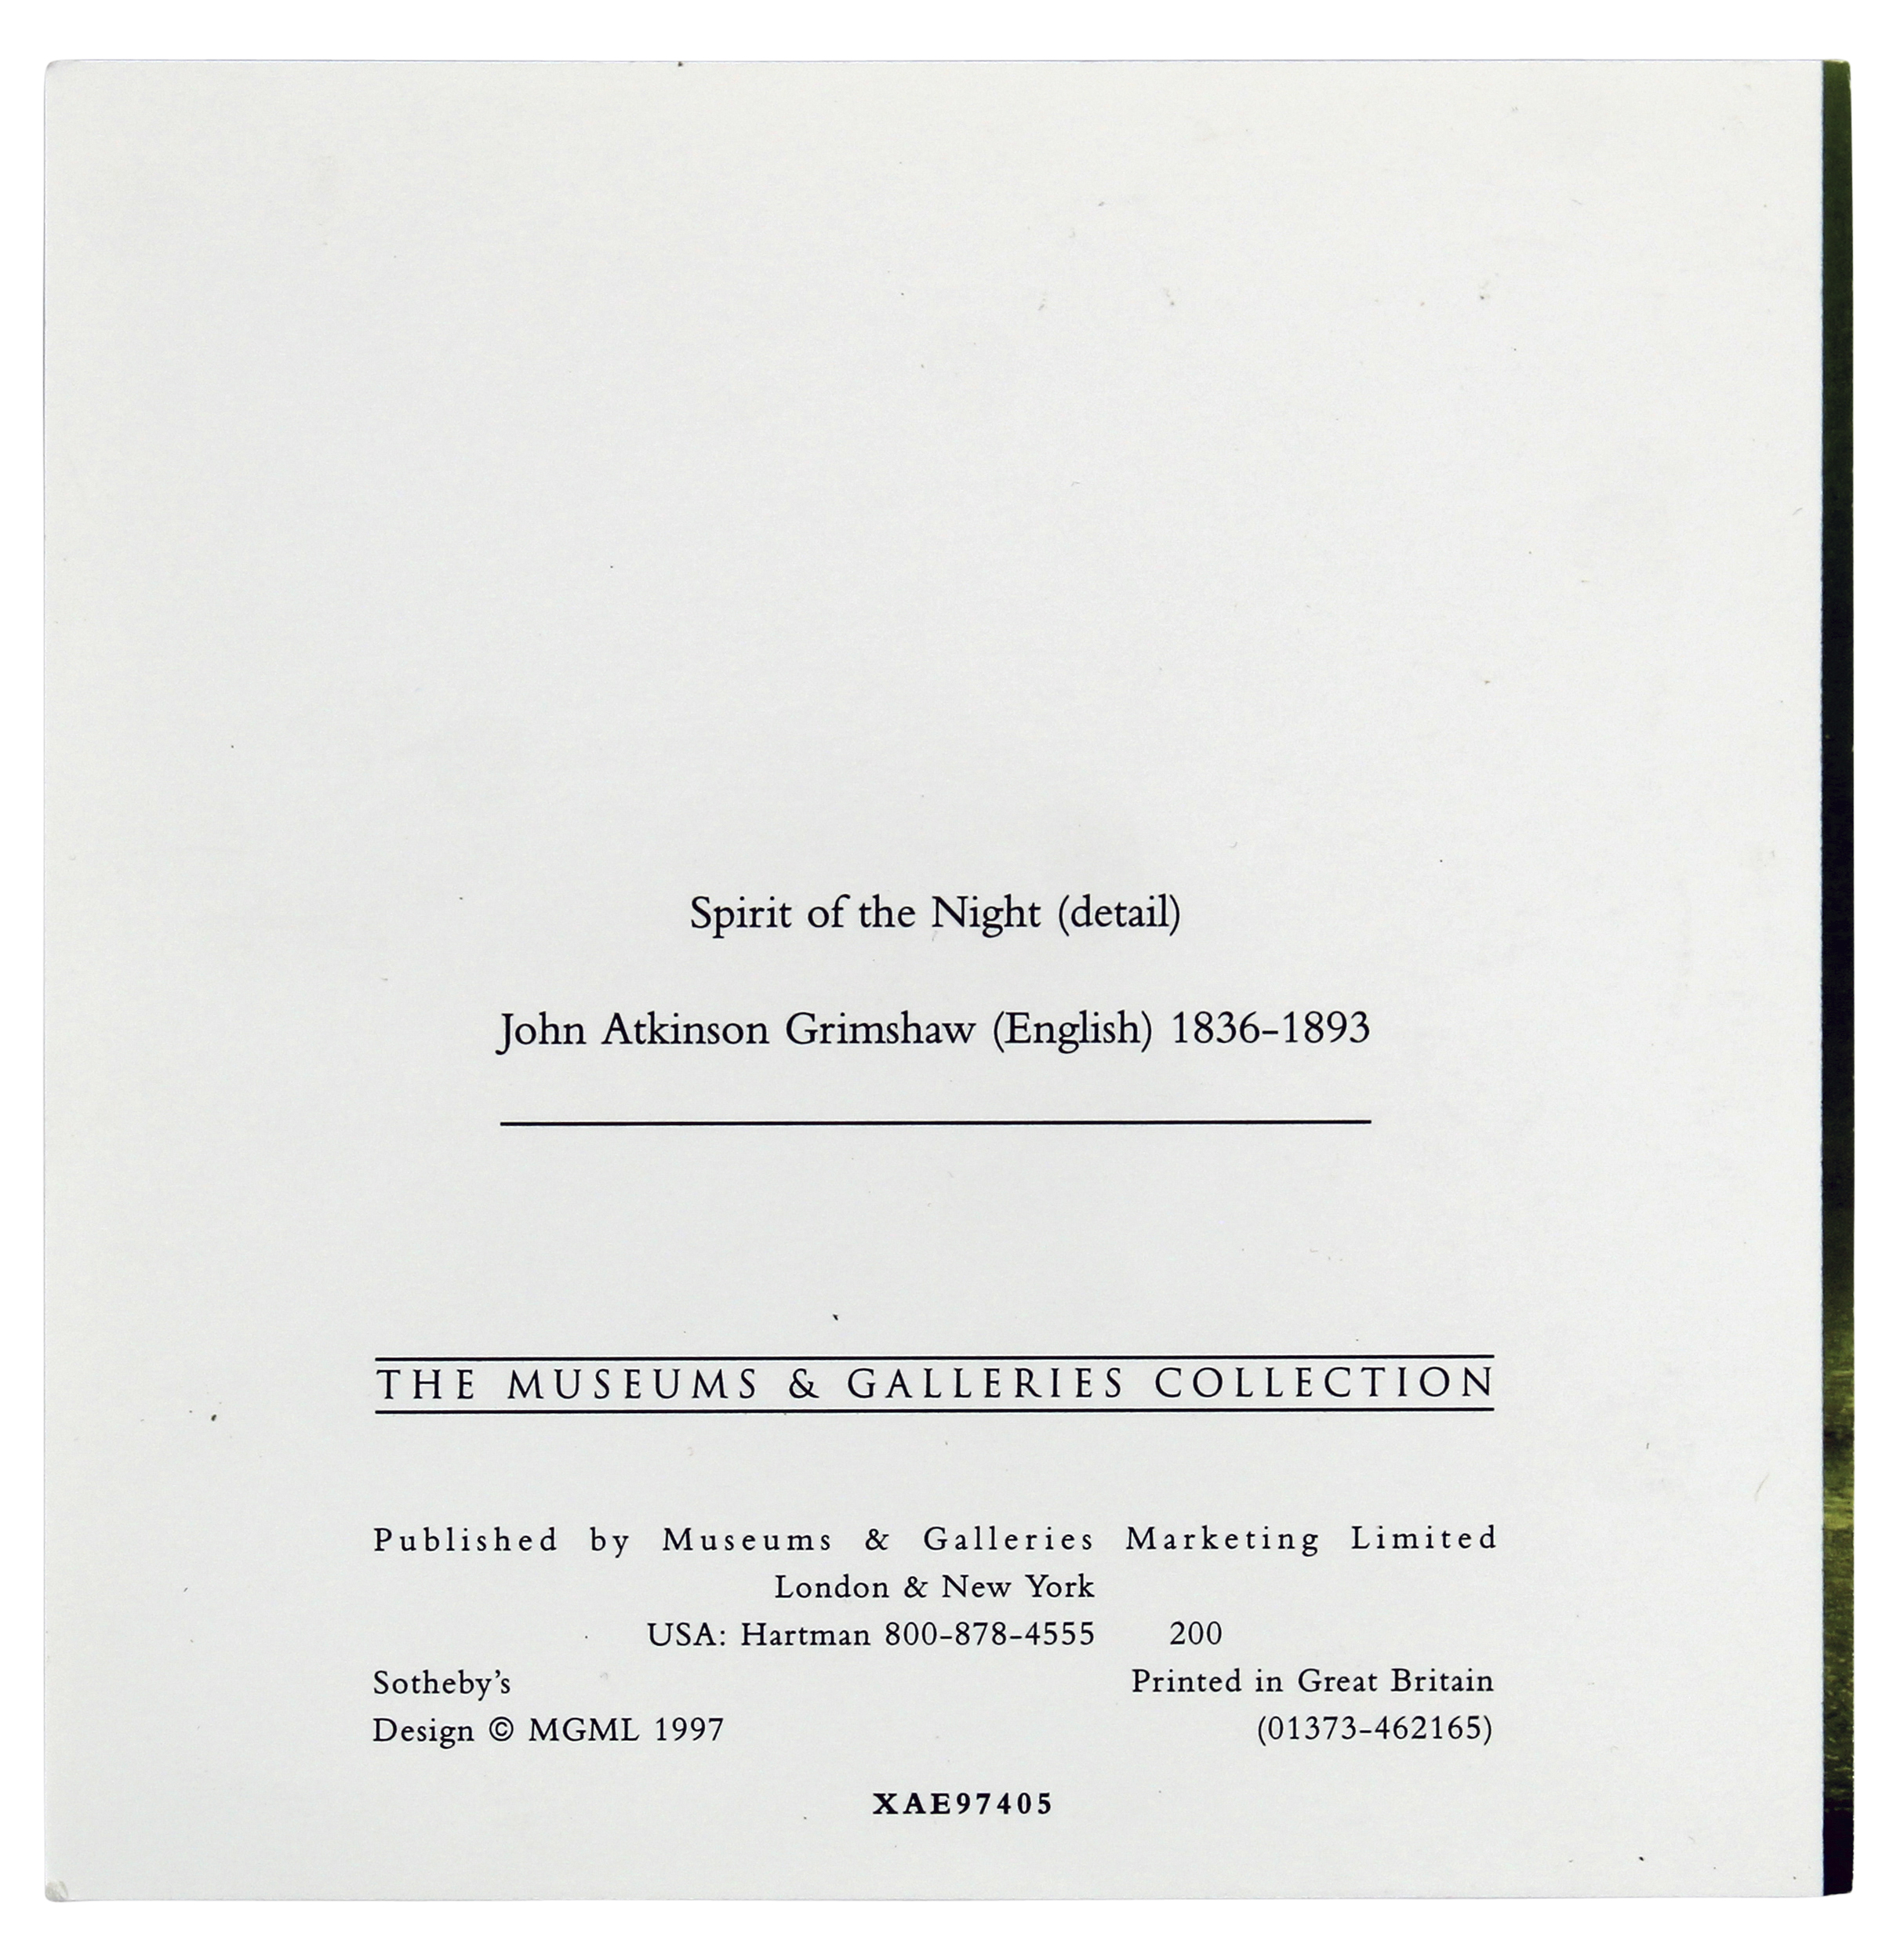 Spirit of the Night (detail)
John Atkinson Grimshaw (English) 1836–1893
THE MUSEUMS & GALLERIES COLLECTION
Published by Museums & Galleries Marketing Limited
London & New York
USA: Hartman 800–878–4555 200
Sotheby’s Printed in Great Britain
Design © MGML 1997 (01373–462165)
XAE97405